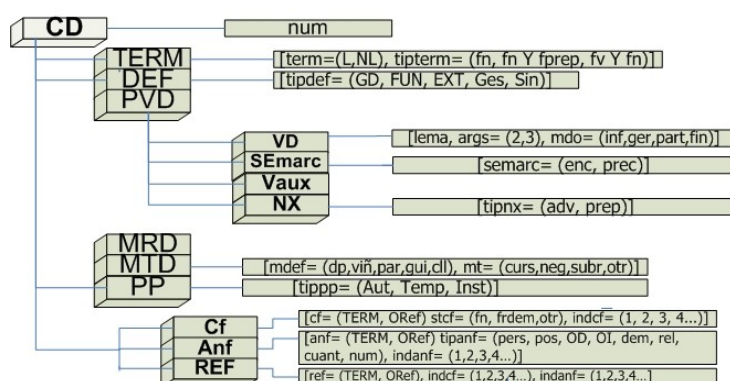 CD
num
TERM
[term=(L,NL), tipterm= (fn, fn Y fprep, fv Y fn)]
DEF
[tipdef= (GD, FUN, EXT, Ges, Sin)]
PVD
VD
[lema, args= (2,3), mdo= (inf,ger,part,fin)]
SEmarc
[semarc= (enc, prec)]
Vaux
NX
[tipnx= (adv, prep)]
MRD
MTD
[mdef= (dp,viñ,par,gui,cll), mt= (curs,neg,subr,otr)]
PP
[tippp= (Aut, Temp, Inst)]
Cf
[cf= (TERM, ORef) stcf= (fn, frdem,otr), indcf= (1, 2, 3, 4...)]
Anf
[anf= (TERM, ORef) tipanf= (pers, pos, OD, OI, dem, rel,
cuant, num), indanf= (1,2,3,4...)]
REF
[ref= (TERM, ORef), indcf= (1,2,3,4...), indanf= (1,2,3,4...]